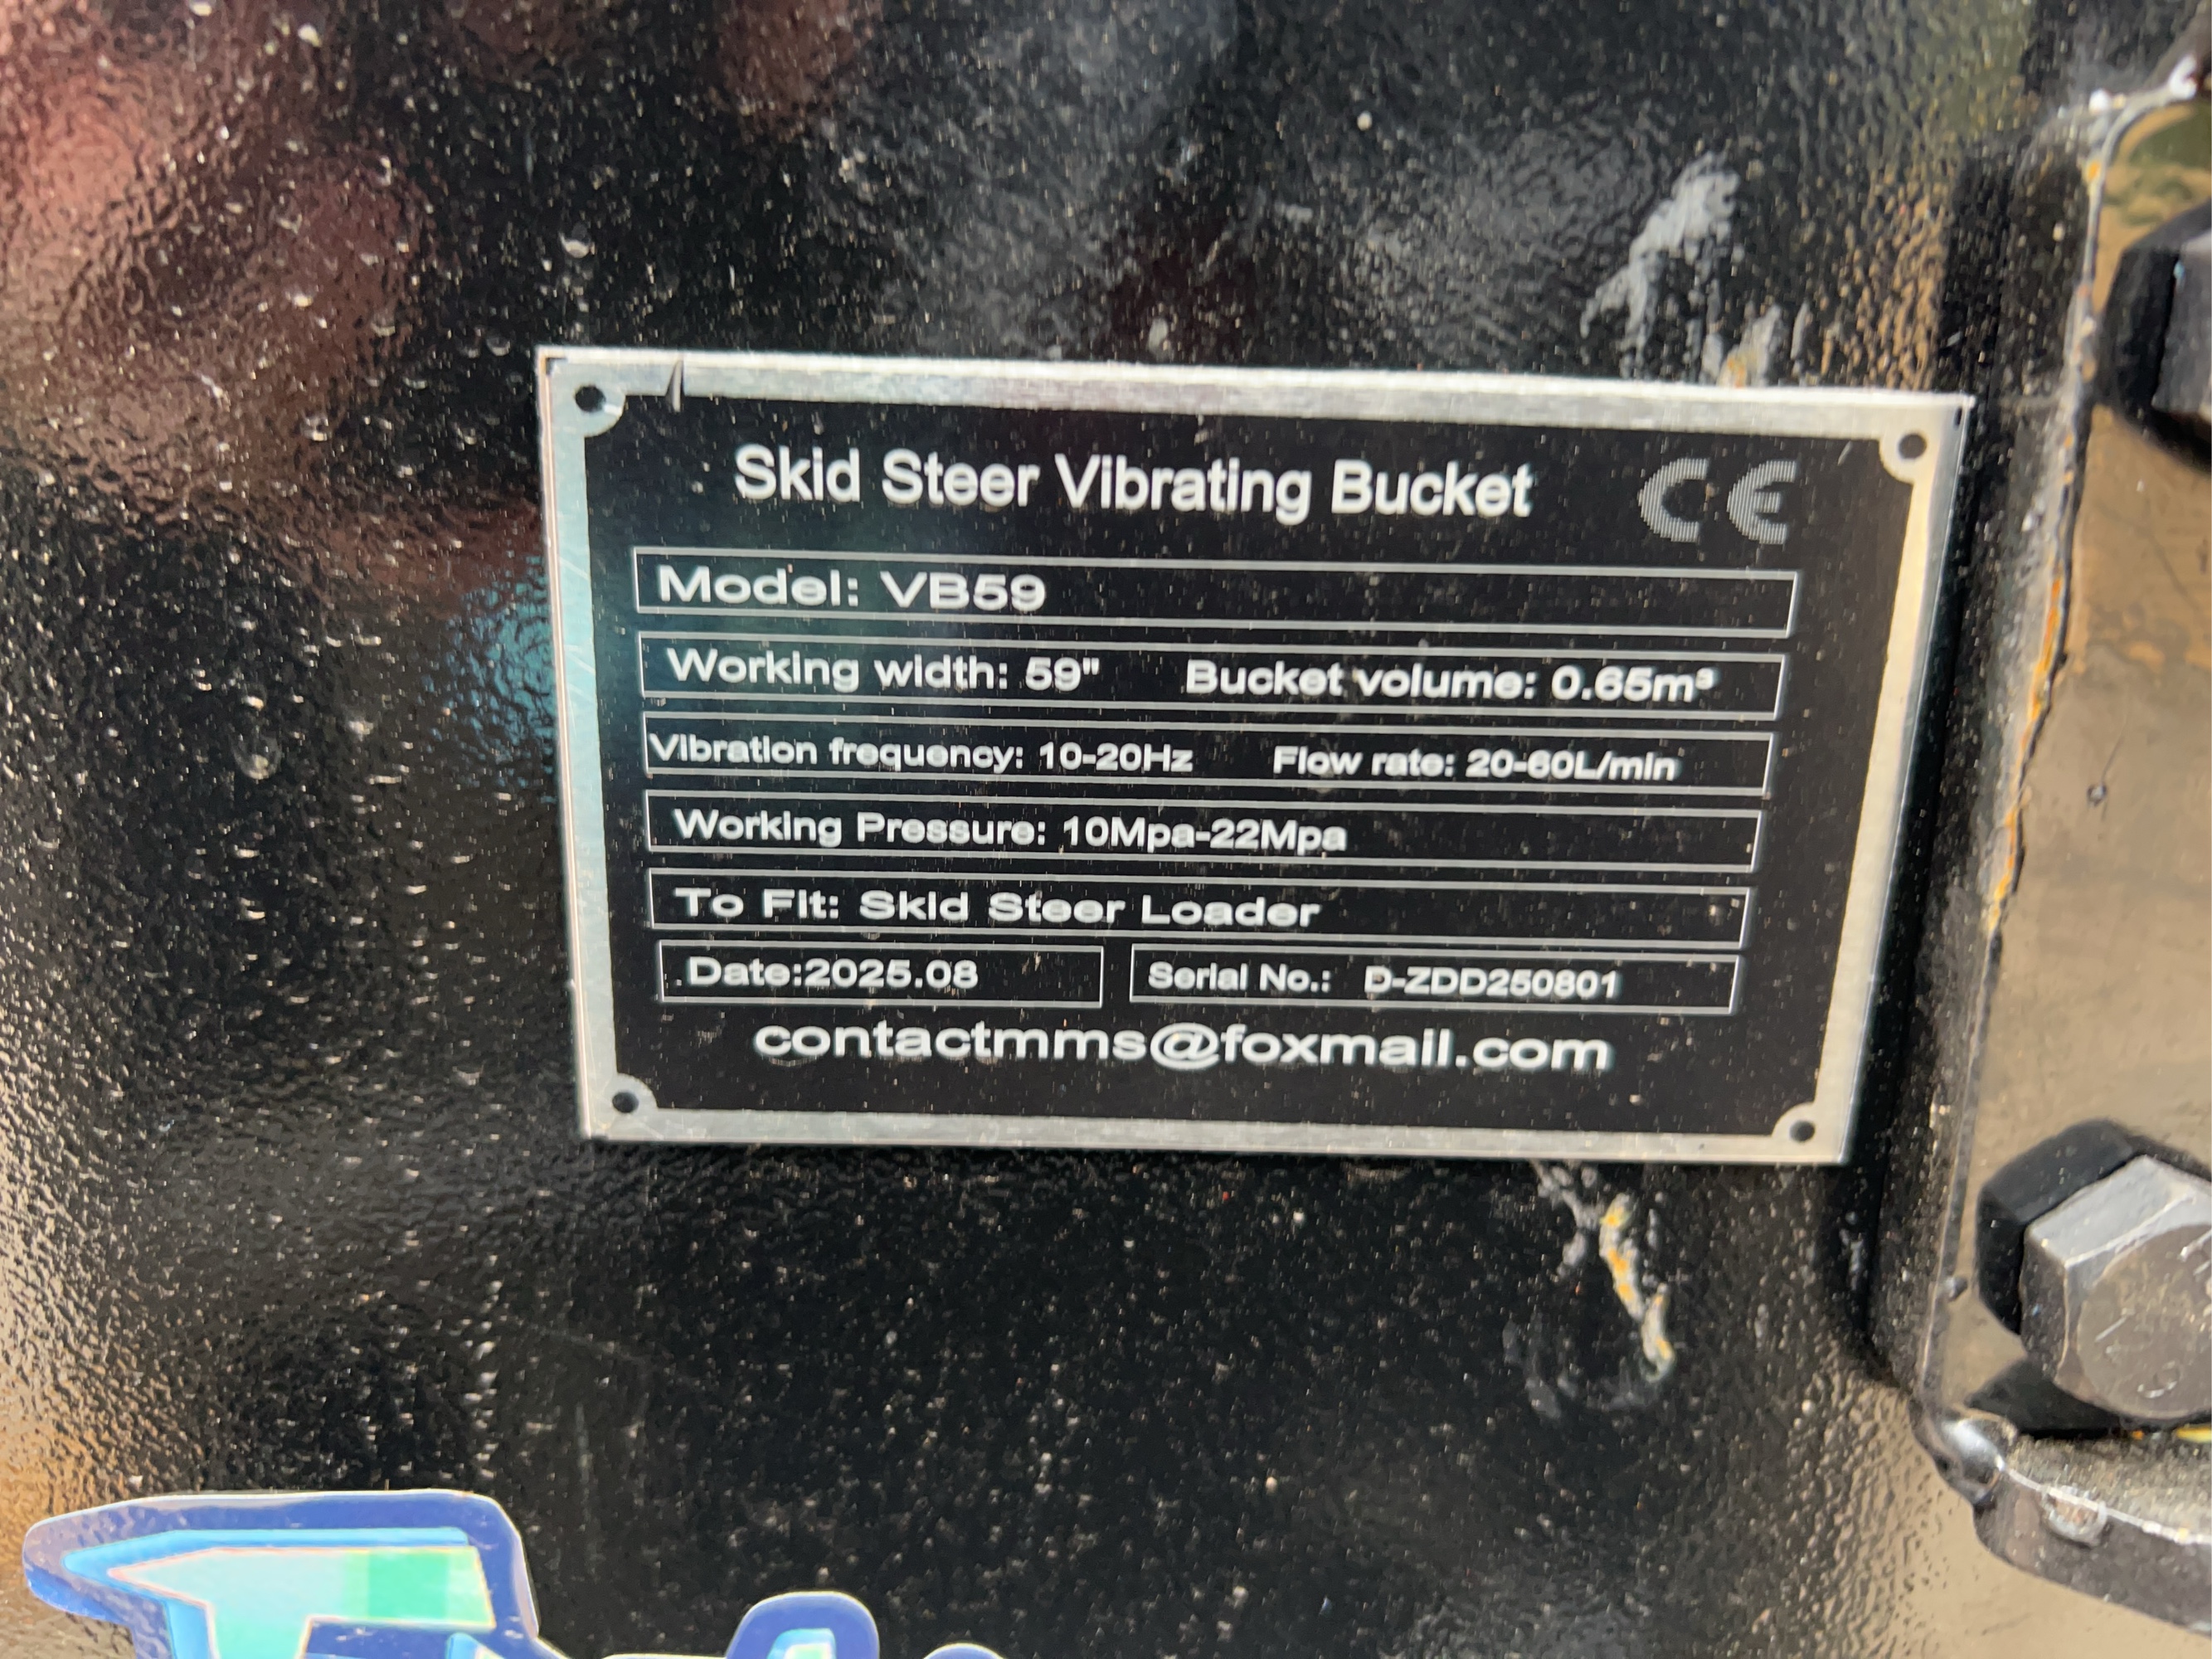 Skid Steer Vibrating Bucket CE
Model: VB59
Working width: 59" Bucket volume: 0.65m³
Vibration frequency: 10-20Hz Flow rate: 20-60L/min
Working Pressure: 10Mpa-22Mpa
To Fit: Skid Steer Loader
Date:2025.08 Serial No.: D-ZDD250801
contactmms@foxmail.com